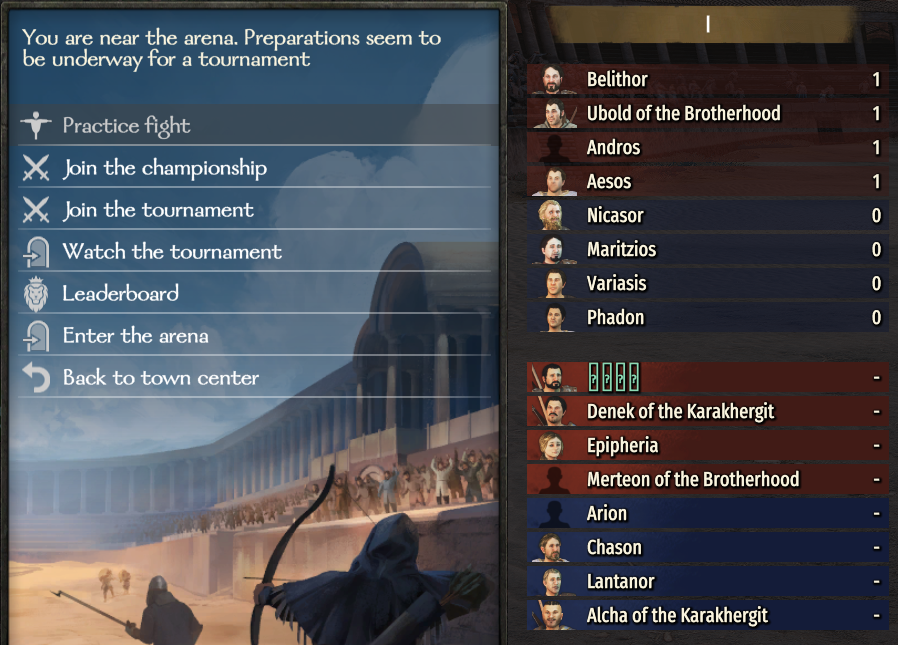 You are near the arena. Preparations seem to
be underway for a tournament
Practice fight
Join the championship
Join the tournament
Watch the tournament
Leaderboard
Enter the arena
Back to town center
I
Belithor 1
Ubold of the Brotherhood 1
Andros 1
Aesos 1
Nicasor 0
Maritzios 0
Variasis 0
Phadon 0
-
Denek of the Karakhergit -
Epipheria -
Merteon of the Brotherhood -
Arion -
Chason -
Lantanor -
Alcha of the Karakhergit -